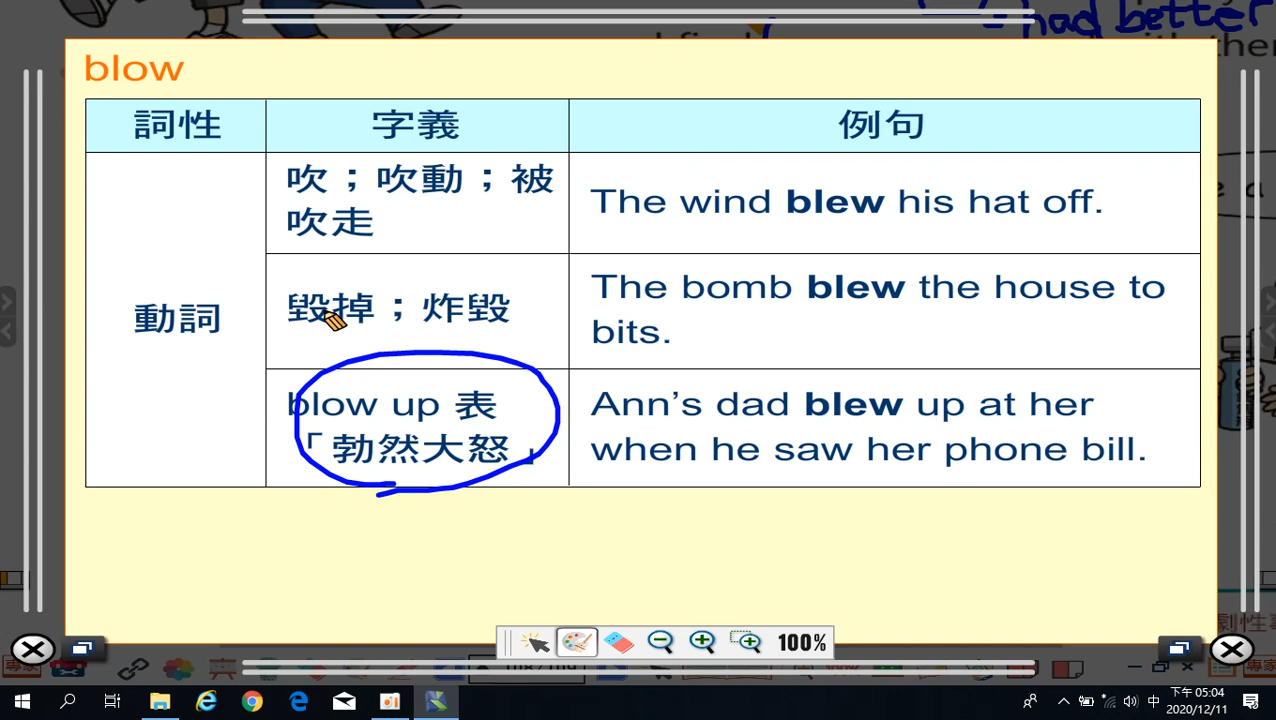 had better
blow
詞性
字義
例句
動詞
吹；吹動；被
吹走
The wind blew his hat off.
毀掉；炸毀
The bomb blew the house to
bits.
blow up 表
「勃然大怒」
Ann’s dad blew up at her
when he saw her phone bill.
100%
中
下午 05:04
2020/12/11